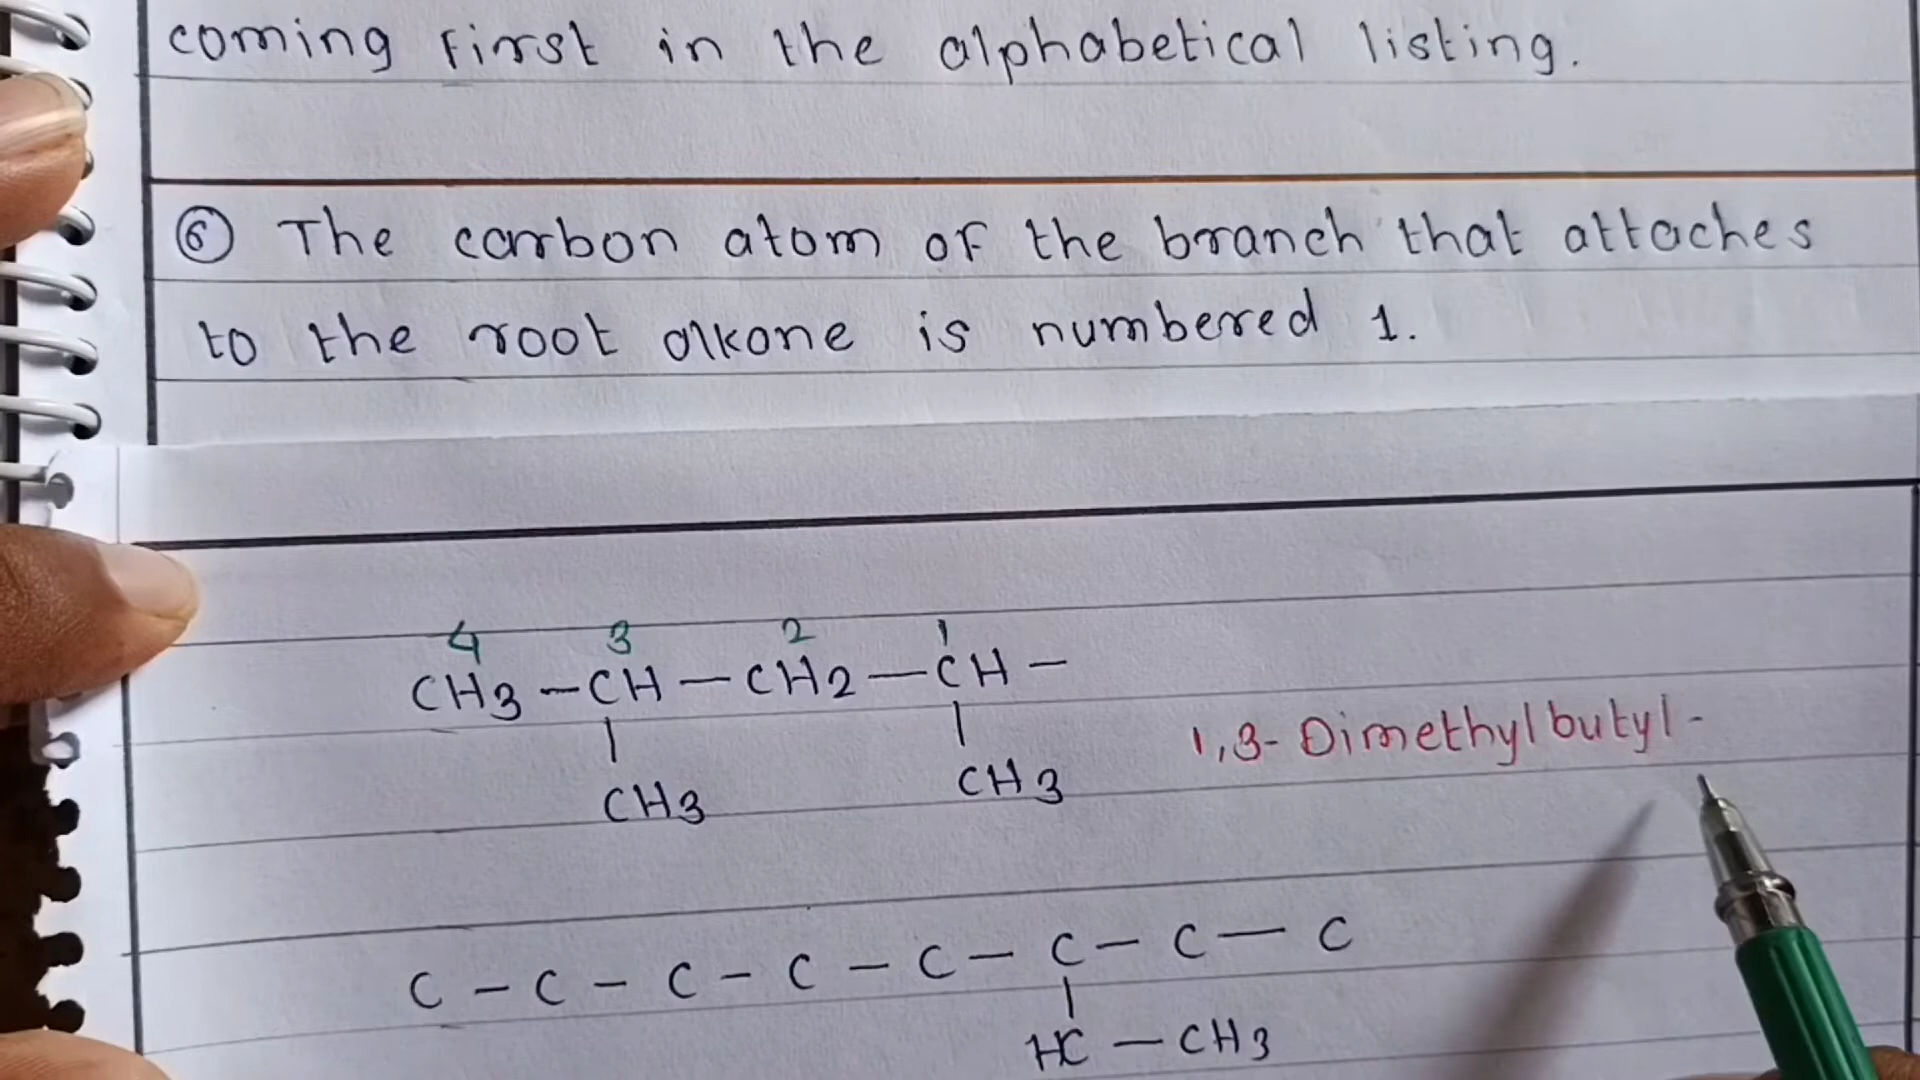 coming first in the alphabetical listing.
⑥ The carbon atom of the branch that attaches
to the root alkane is numbered 1.
4 3 2 1
CH3 – CH – CH2 – CH –
| |
CH3 CH3
1,3- Dimethylbutyl -
C – C – C – C – C – C – C – C
|
HC – CH3